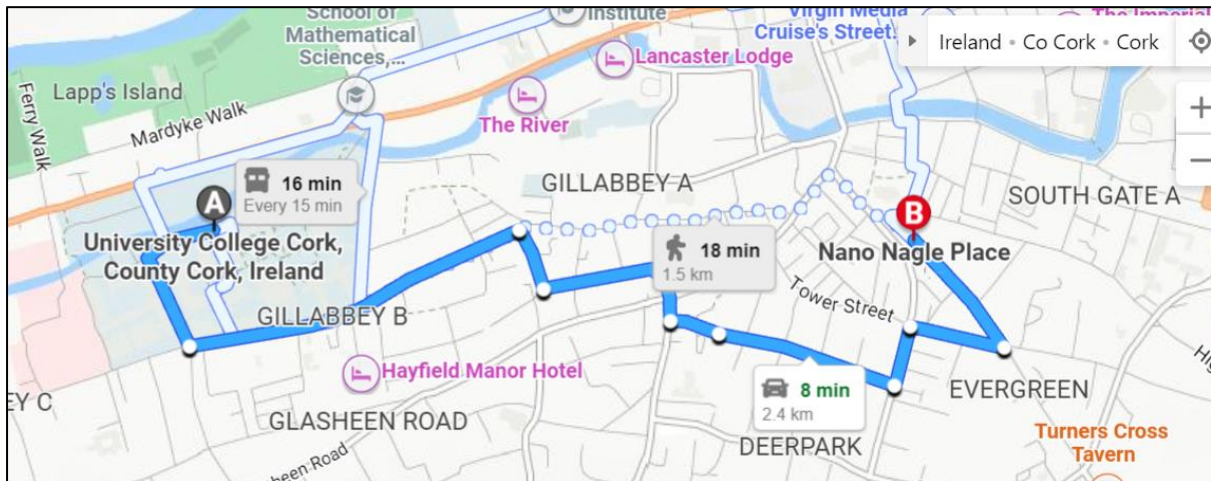 School of
Mathematical
Sciences,...
Institute
Virgin Media
Cruise's Street...
The Imperial
Ireland • Co Cork • Cork
Lapp's Island
Ferry Walk
Mardyke Walk
Lancaster Lodge
The River
A
16 min
Every 15 min
GILLABBEY A
SOUTH GATE A
B
University College Cork,
County Cork, Ireland
18 min
1.5 km
Nano Nagle Place
Tower Street
GILLABBEY B
Hayfield Manor Hotel
8 min
2.4 km
EVERGREEN
EY C
GLASHEEN ROAD
DEERPARK
Turners Cross
Tavern
sheen Road